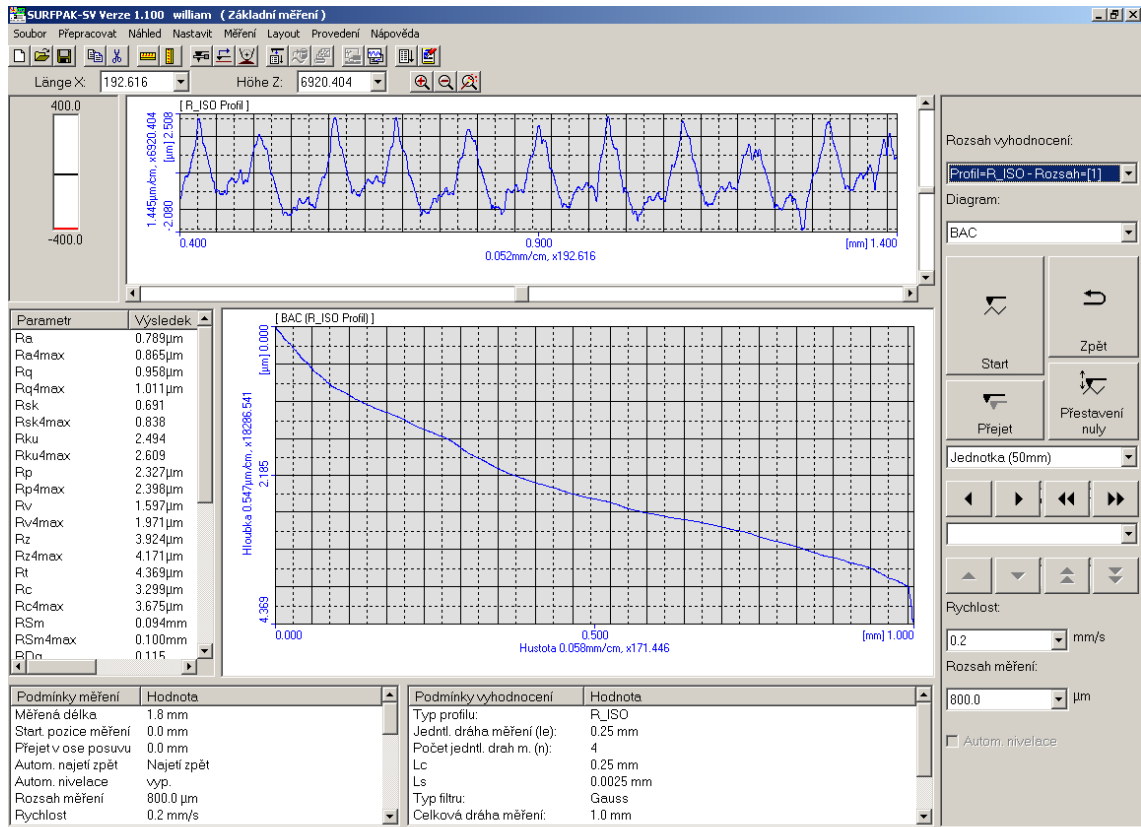 SURFPAK-SV Verze 1.100 william ( Základní měření )
Soubor Přepracovat Náhled Nastavit Měření Layout Provedení Nápověda
Länge X: 192.616 Höhe Z: 6920.404
400.0
-400.0
[ R_ISO Profil ]
1.445µm/cm, x6920.404
[µm] 2.508
-2.080
0.400 0.900 [mm] 1.400
0.052mm/cm, x192.616
Parametr Výsledek
Ra 0.789µm
Ra4max 0.865µm
Rq 0.958µm
Rq4max 1.011µm
Rsk 0.691
Rsk4max 0.838
Rku 2.494
Rku4max 2.609
Rp 2.327µm
Rp4max 2.398µm
Rv 1.597µm
Rv4max 1.971µm
Rz 3.924µm
Rz4max 4.171µm
Rt 4.369µm
Rc 3.299µm
Rc4max 3.675µm
RSm 0.094mm
RSm4max 0.100mm
RDq 0.115
[ BAC (R_ISO Profil) ]
Hloubka 0.547µm/cm, x18286.541
[µm] 0.000
2.185
4.369
0.000 0.500 [mm] 1.000
Hustota 0.058mm/cm, x171.446
Rozsah vyhodnocení:
Profil=R_ISO - Rozsah=[1]
Diagram:
BAC
Start
Zpět
Přejet
Přestavení
nuly
Jednotka (50mm)
Rychlost:
0.2 mm/s
Rozsah měření:
800.0 µm
Autom. nivelace
Podmínky měření Hodnota
Měřená délka 1.8 mm
Start. pozice měření 0.0 mm
Přejet v ose posuvu 0.0 mm
Autom. najetí zpět Najetí zpět
Autom. nivelace vyp.
Rozsah měření 800.0 µm
Rychlost 0.2 mm/s
Podmínky vyhodnocení Hodnota
Typ profilu: R_ISO
Jedntl. dráha měření (le): 0.25 mm
Počet jedntl. drah m. (n) 4
Lc 0.25 mm
Ls 0.0025 mm
Typ filtru: Gauss
Celková dráha měření: 1.0 mm